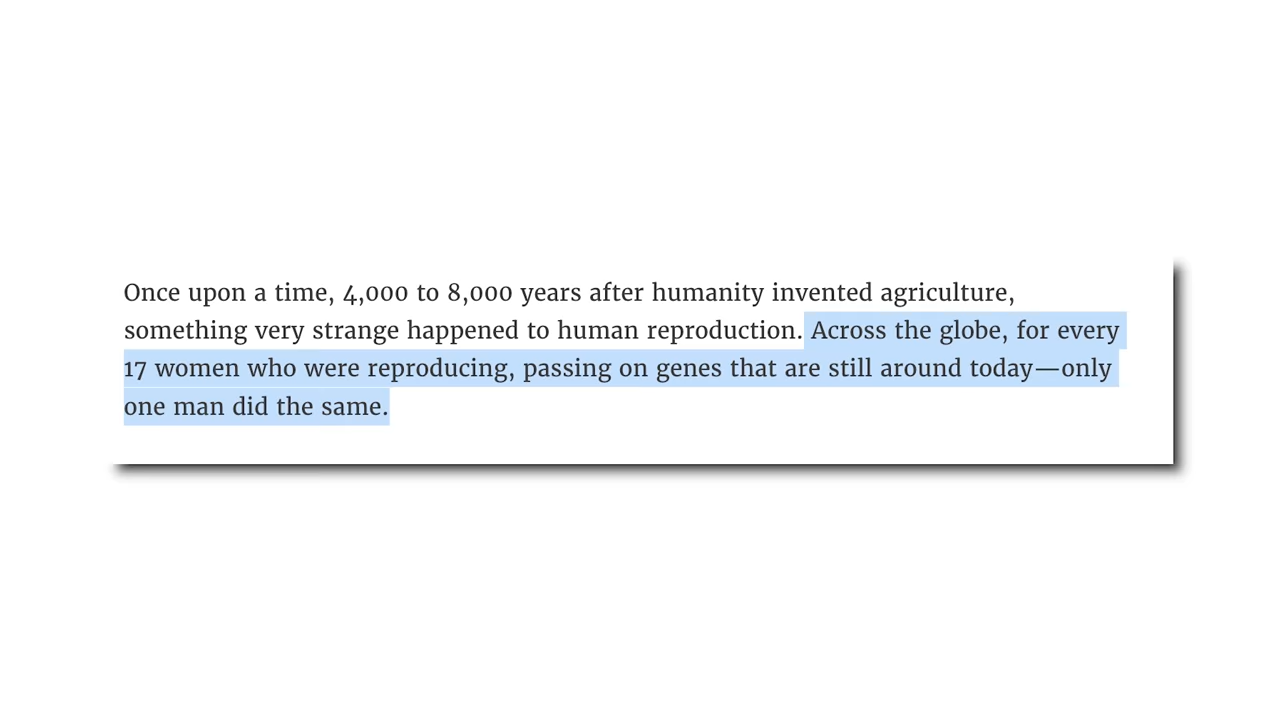 Once upon a time, 4,000 to 8,000 years after humanity invented agriculture,
something very strange happened to human reproduction. Across the globe, for every
17 women who were reproducing, passing on genes that are still around today—only
one man did the same.